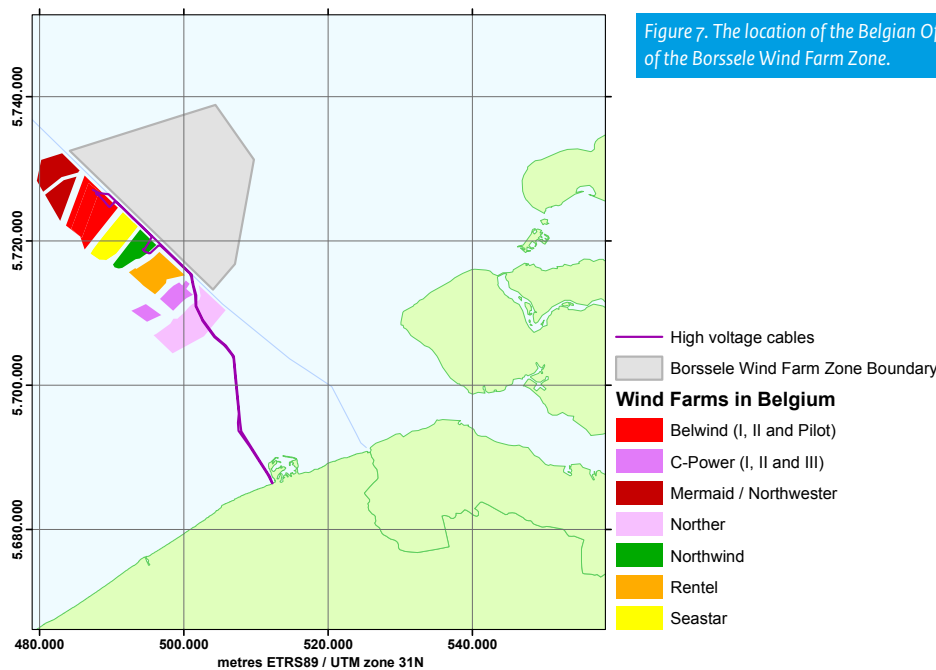 Figure 7. The location of the Belgian
of the Borssele Wind Farm Zone.
5.740.000
5.720.000
5.700.000
5.680.000
480.000
500.000
520.000
540.000
metres ETRS89 / UTM zone 31N
High voltage cables
Borssele Wind Farm Zone Boundary
Wind Farms in Belgium
Belwind (I, II and Pilot)
C-Power (I, II and III)
Mermaid / Northwester
Norther
Northwind
Rentel
Seastar